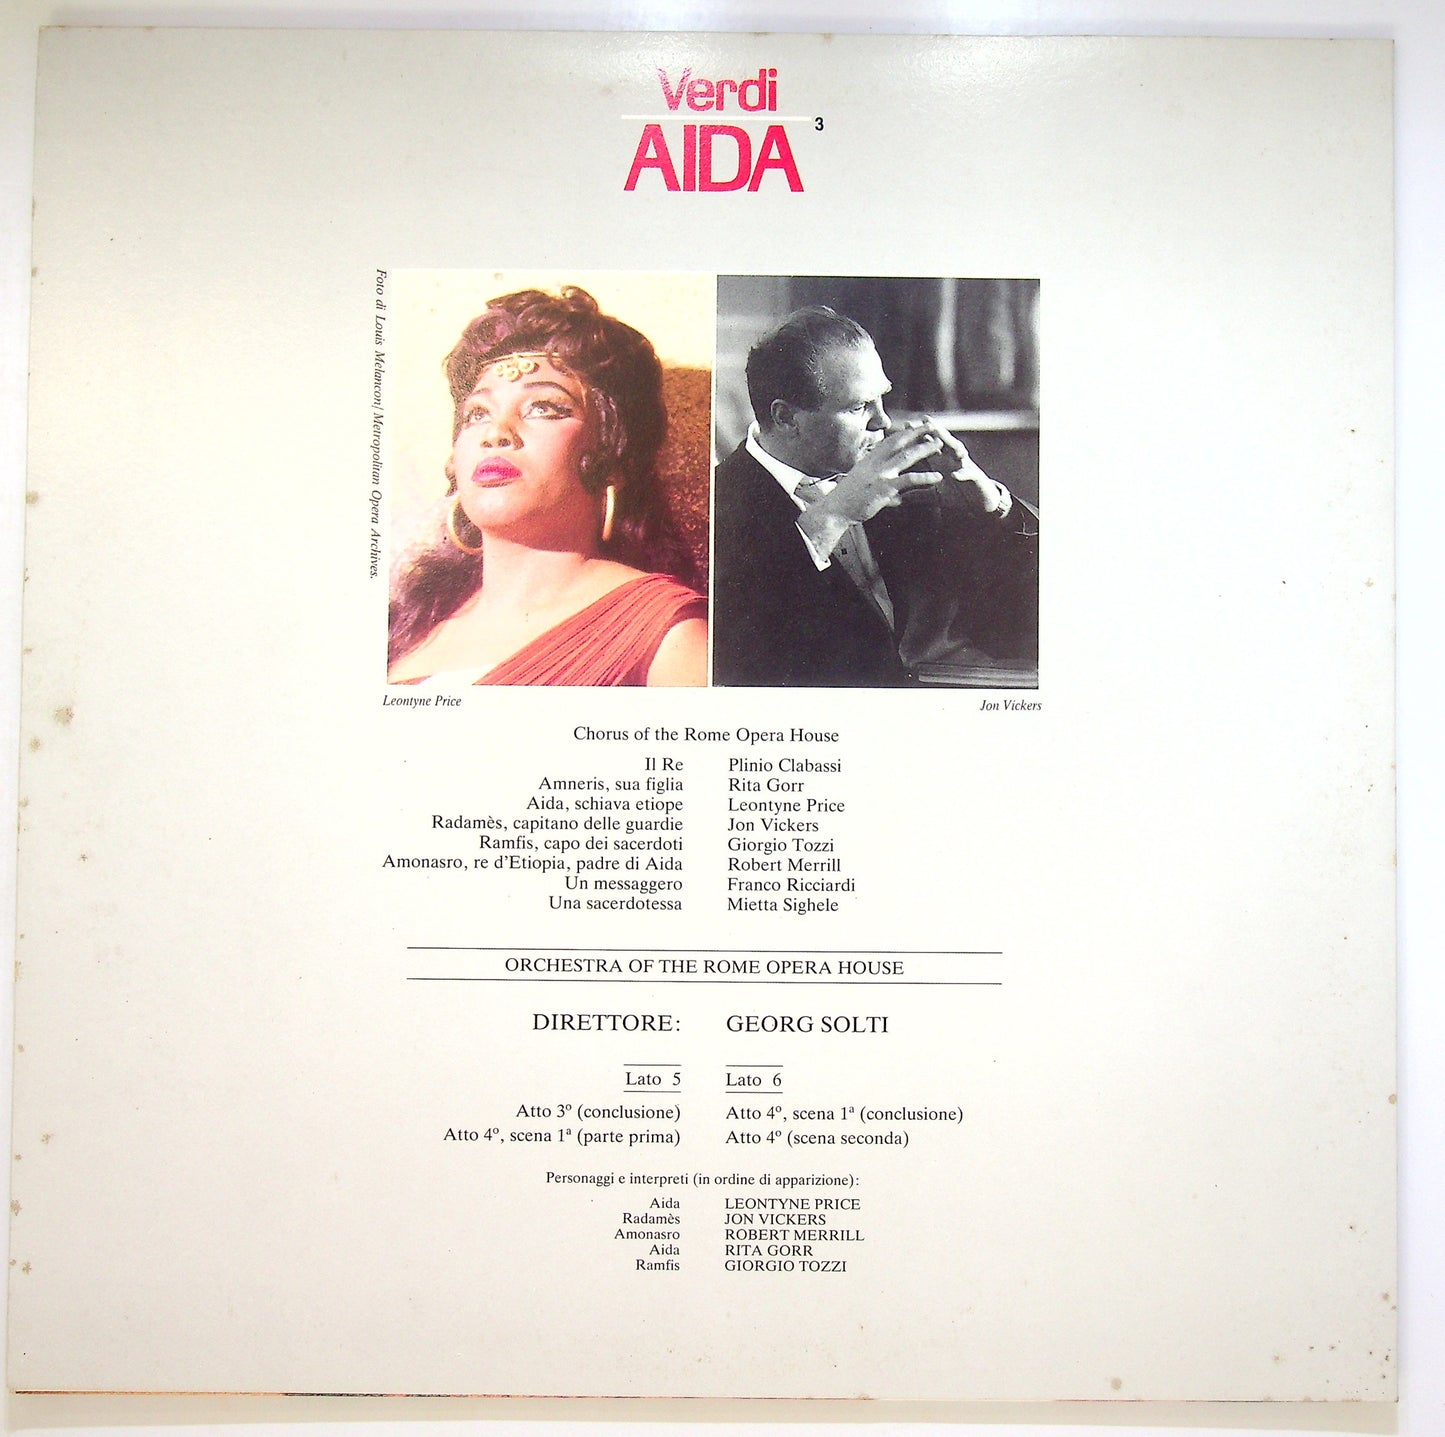 Verdi
AIDA 3
Foto di Louis Melancon/Metropolitan Opera Archives.
Leontyne Price
Jon Vickers
Chorus of the Rome Opera House
Il Re Plinio Clabassi
Amneris, sua figlia Rita Gorr
Aida, schiava etiope Leontyne Price
Radamès, capitano delle guardie Jon Vickers
Ramfis, capo dei sacerdoti Giorgio Tozzi
Amonasro, re d'Etiopia, padre di Aida Robert Merrill
Un messaggero Franco Ricciardi
Una sacerdotessa Mietta Sighele
ORCHESTRA OF THE ROME OPERA HOUSE
DIRETTORE: GEORG SOLTI
Lato 5 Lato 6
Atto 3º (conclusione) Atto 4º, scena 1ª (conclusione)
Atto 4º, scena 1ª (parte prima) Atto 4º (scena seconda)
Personaggi e interpreti (in ordine di apparizione):
Aida LEONTYNE PRICE
Radamès JON VICKERS
Amonasro ROBERT MERRILL
Aida RITA GORR
Ramfis GIORGIO TOZZI